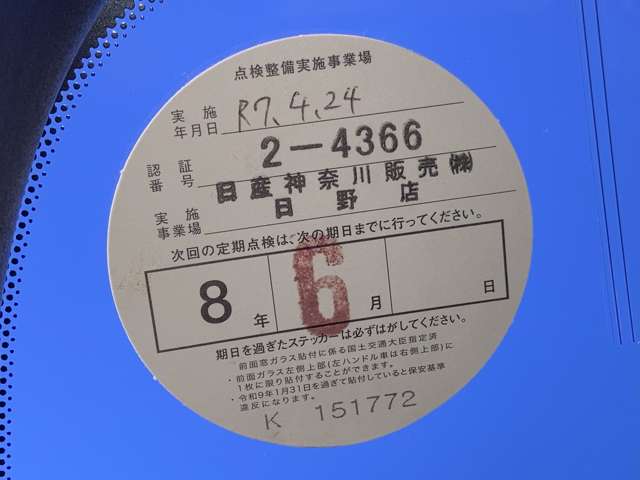 点検整備実施事業場
実施年月日 R7.4.24
認証番号 2-4366
実施事業場 日産神奈川販売㈱
日野店
次回の定期点検は、次の期日までに行ってください。
8年 6月 日
期日を過ぎたステッカーは必ずはがしてください。
前面窓ガラス貼付に係る国土交通大臣指定済
・前面ガラス左側上部(左ハンドル車は右側上部)に
1枚に限り貼付することができます。
・令和9年1月31日を過ぎて貼付していると保安基準
違反になります。
K 151772